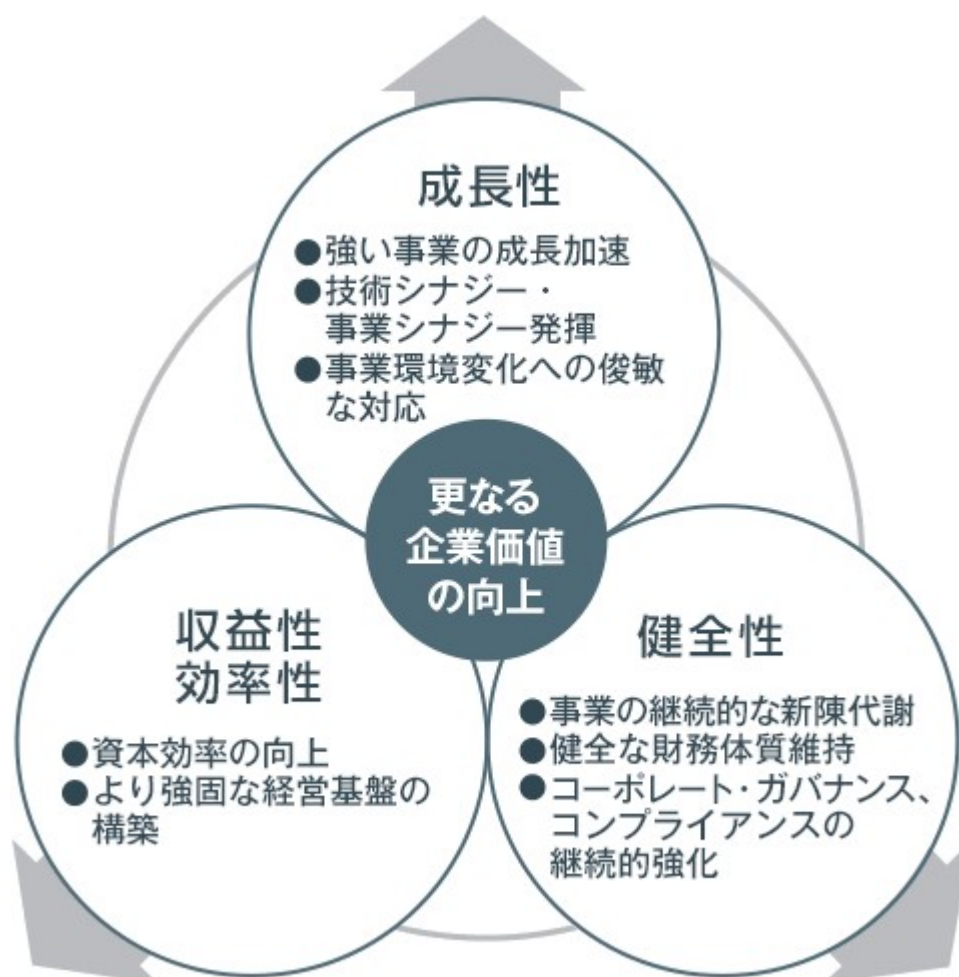 成長性
●強い事業の成長加速
●技術シナジー・
事業シナジー発揮
●事業環境変化への俊敏
な対応
更なる
企業価値
の向上
収益性
効率性
●資本効率の向上
●より強固な経営基盤の
構築
健全性
●事業の継続的な新陳代謝
●健全な財務体質維持
●コーポレート・ガバナンス、
コンプライアンスの
継続的強化